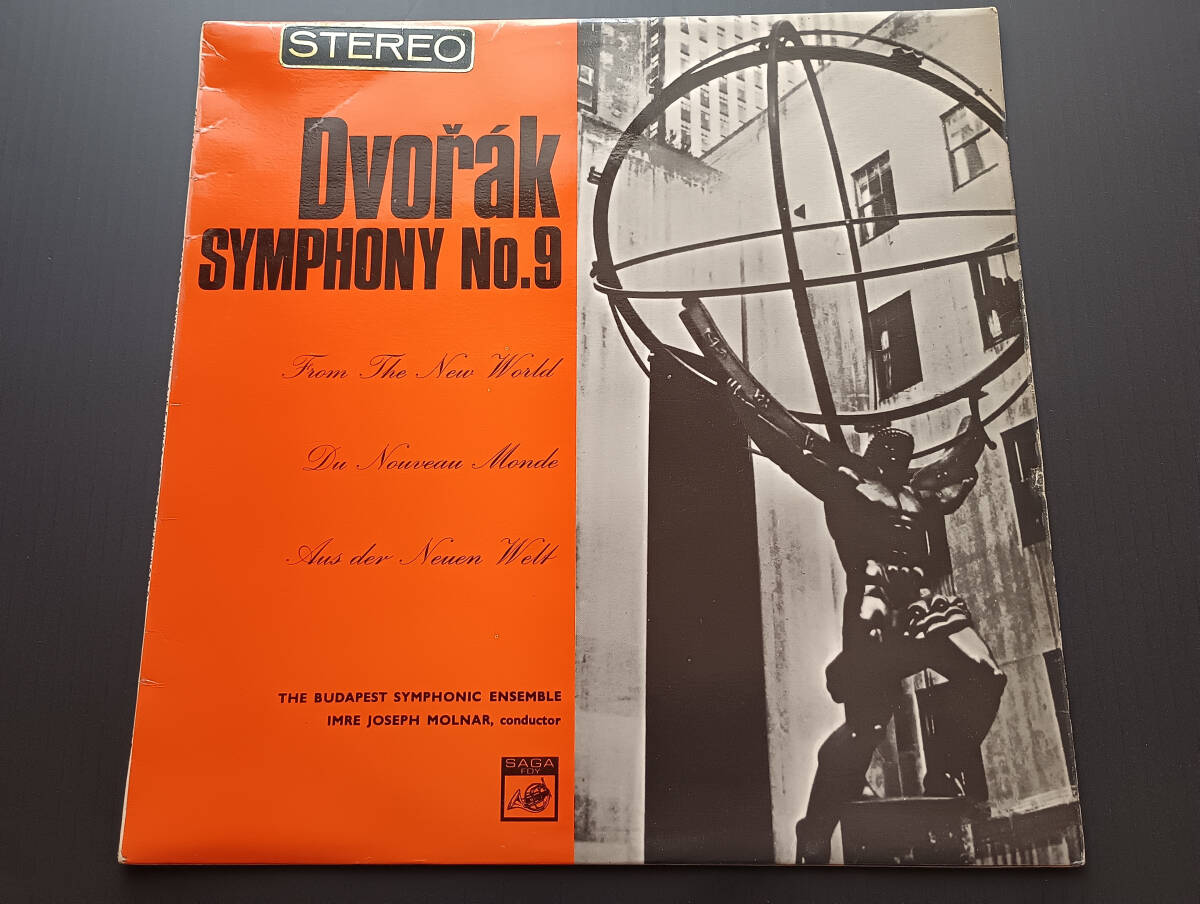 STEREO
Dvořák
SYMPHONY No.9
From The New World
Du Nouveau Monde
Aus der Neuen Welt
THE BUDAPEST SYMPHONIC ENSEMBLE
IMRE JOSEPH MOLNAR, conductor
SAGA
FDY